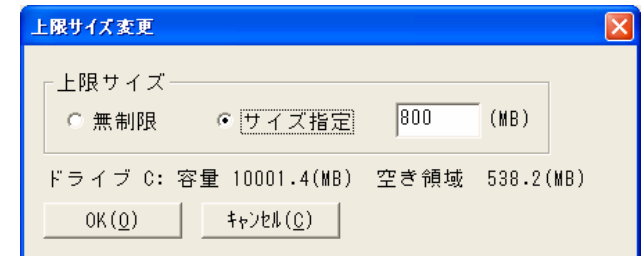 上限ｻｲｽﾞ変更
上限サイズ
無制限 サイズ指定 800 (MB)
ドライブ C: 容量 10001.4(MB) 空き領域 538.2(MB)
OK(O) ｷｬﾝｾﾙ(C)